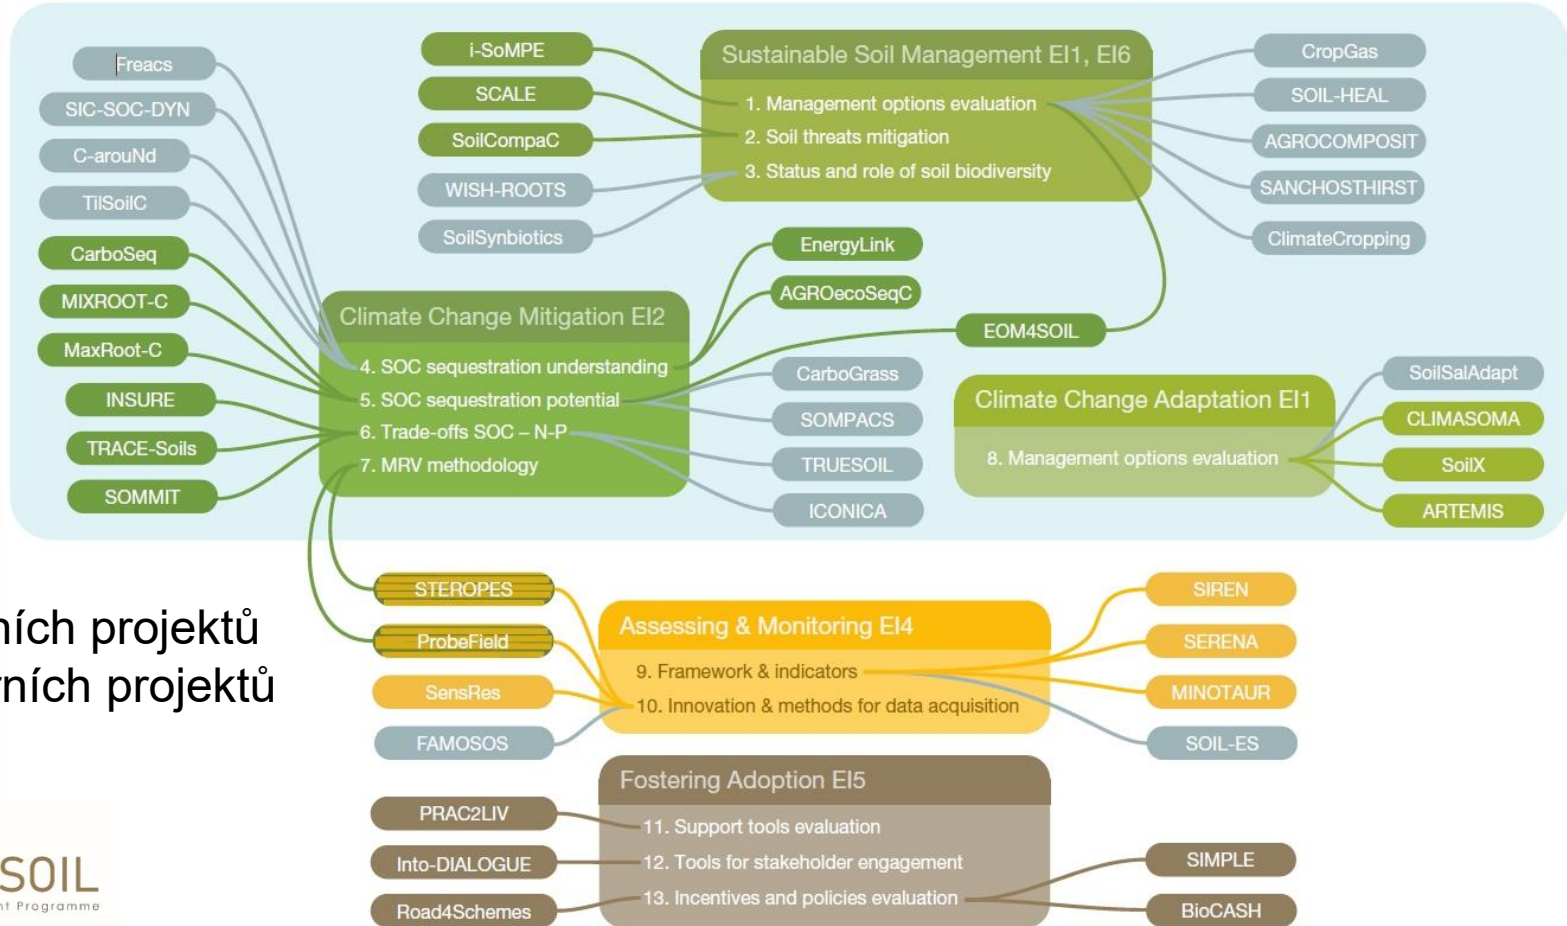 Freacs
SIC-SOC-DYN
C-arouNd
TilSoilC
CarboSeq
MIXROOT-C
MaxRoot-C
INSURE
TRACE-Soils
SOMMIT
i-SoMPE
SCALE
SoilCompaC
WISH-ROOTS
SoilSynbiotics
Sustainable Soil Management EI1, EI6
1. Management options evaluation
2. Soil threats mitigation
3. Status and role of soil biodiversity
CropGas
SOIL-HEAL
AGROCOMPOSIT
SANCHOSTHIRST
ClimateCropping
EnergyLink
AGROecoSeqC
EOM4SOIL
Climate Change Mitigation EI2
4. SOC sequestration understanding
5. SOC sequestration potential
6. Trade-offs SOC – N-P
7. MRV methodology
CarboGrass
SOMPACS
TRUESOIL
ICONICA
Climate Change Adaptation EI1
8. Management options evaluation
SoilSalAdapt
CLIMASOMA
SoilX
ARTEMIS
ních projektů
rních projektů
STEROPES
ProbeField
SensRes
FAMOSOS
Assessing & Monitoring EI4
9. Framework & indicators
10. Innovation & methods for data acquisition
SIREN
SERENA
MINOTAUR
SOIL-ES
Fostering Adoption EI5
11. Support tools evaluation
12. Tools for stakeholder engagement
13. Incentives and policies evaluation
PRAC2LIV
Into-DIALOGUE
Road4Schemes
SIMPLE
BioCASH
SOIL
nt Programme